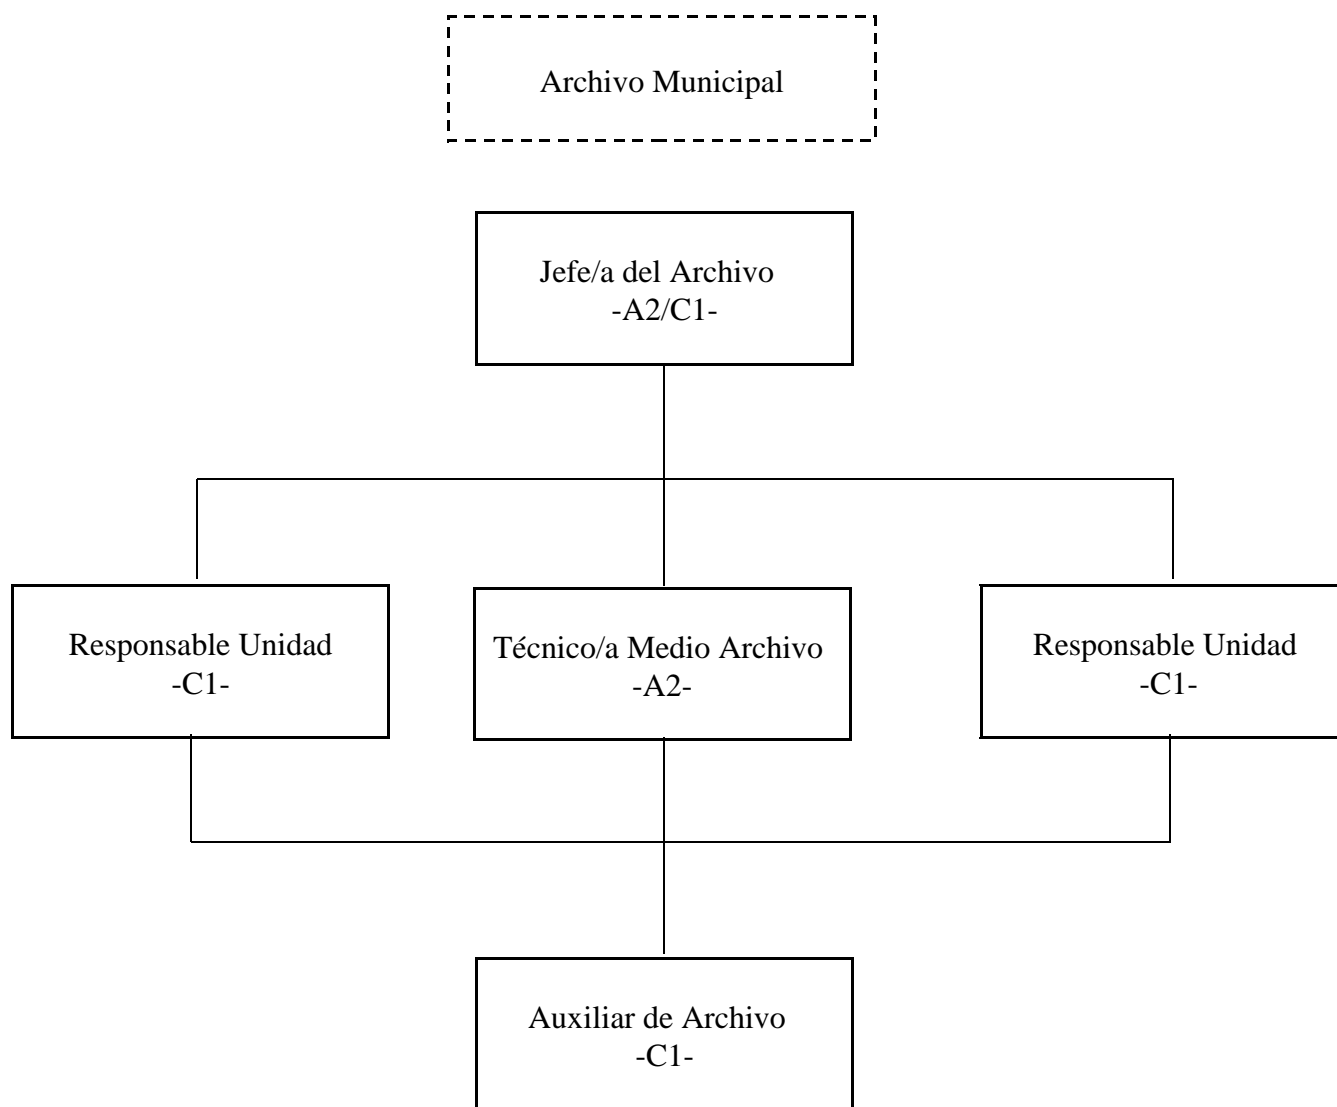 Archivo Municipal
Jefe/a del Archivo
-A2/C1-
Responsable Unidad
-C1-
Técnico/a Medio Archivo
-A2-
Responsable Unidad
-C1-
Auxiliar de Archivo
-C1-